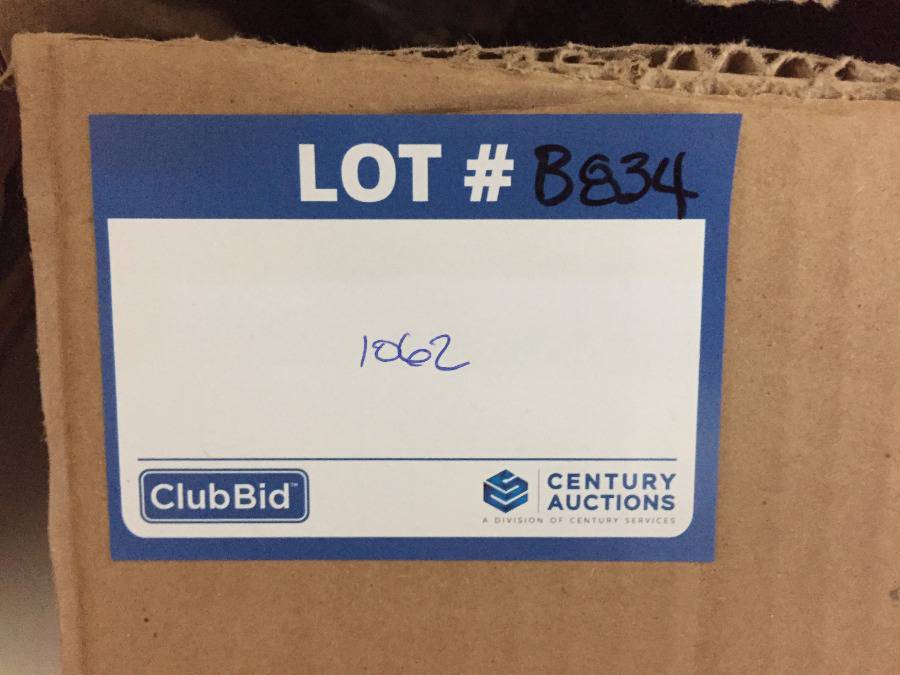 LOT # B834
1062
ClubBid™
CENTURY
AUCTIONS
A DIVISION OF CENTURY SERVICES